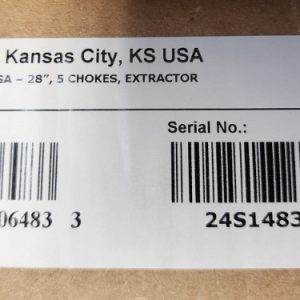 Kansas City, KS USA
GA – 28", 5 CHOKES, EXTRACTOR
Serial No.:
06483 3
24S1483